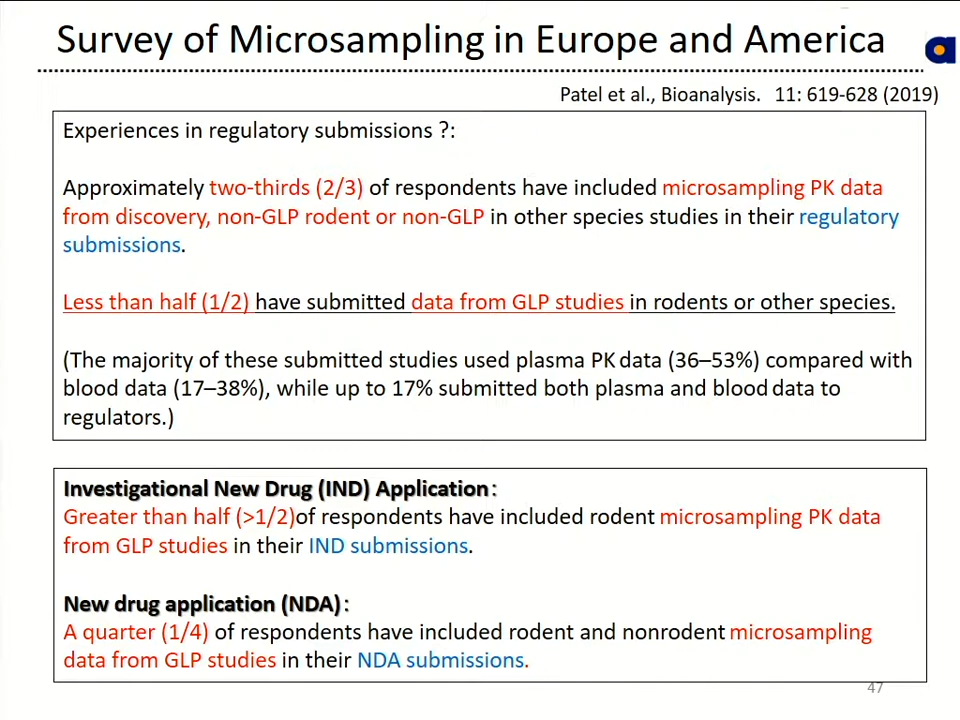 Survey of Microsampling in Europe and America
a
Patel et al., Bioanalysis. 11: 619-628 (2019)
Experiences in regulatory submissions ?:
Approximately two-thirds (2/3) of respondents have included microsampling PK data
from discovery, non-GLP rodent or non-GLP in other species studies in their regulatory
submissions.
Less than half (1/2) have submitted data from GLP studies in rodents or other species.
(The majority of these submitted studies used plasma PK data (36–53%) compared with
blood data (17–38%), while up to 17% submitted both plasma and blood data to
regulators.)
Investigational New Drug (IND) Application:
Greater than half (>1/2)of respondents have included rodent microsampling PK data
from GLP studies in their IND submissions.
New drug application (NDA):
A quarter (1/4) of respondents have included rodent and nonrodent microsampling
data from GLP studies in their NDA submissions.
47